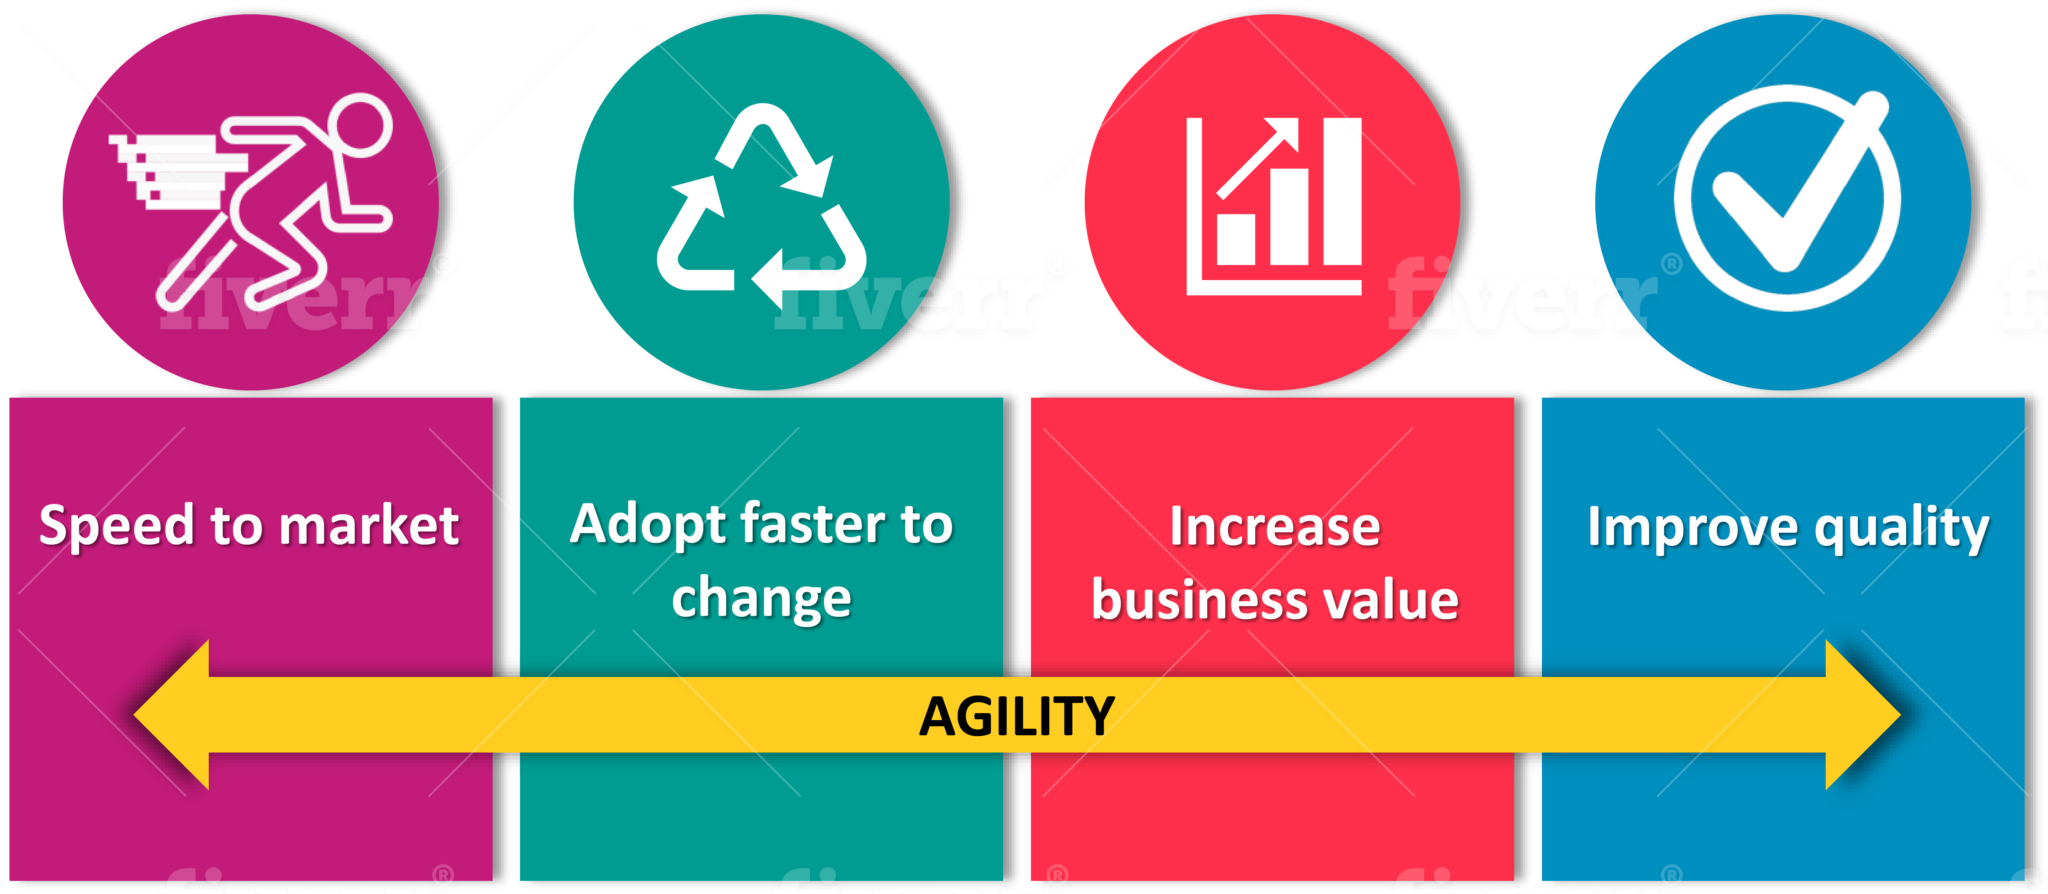 fiverr®
fiverr®
fiverr®
Speed to market
Adopt faster to
change
Increase
business value
Improve quality
AGILITY